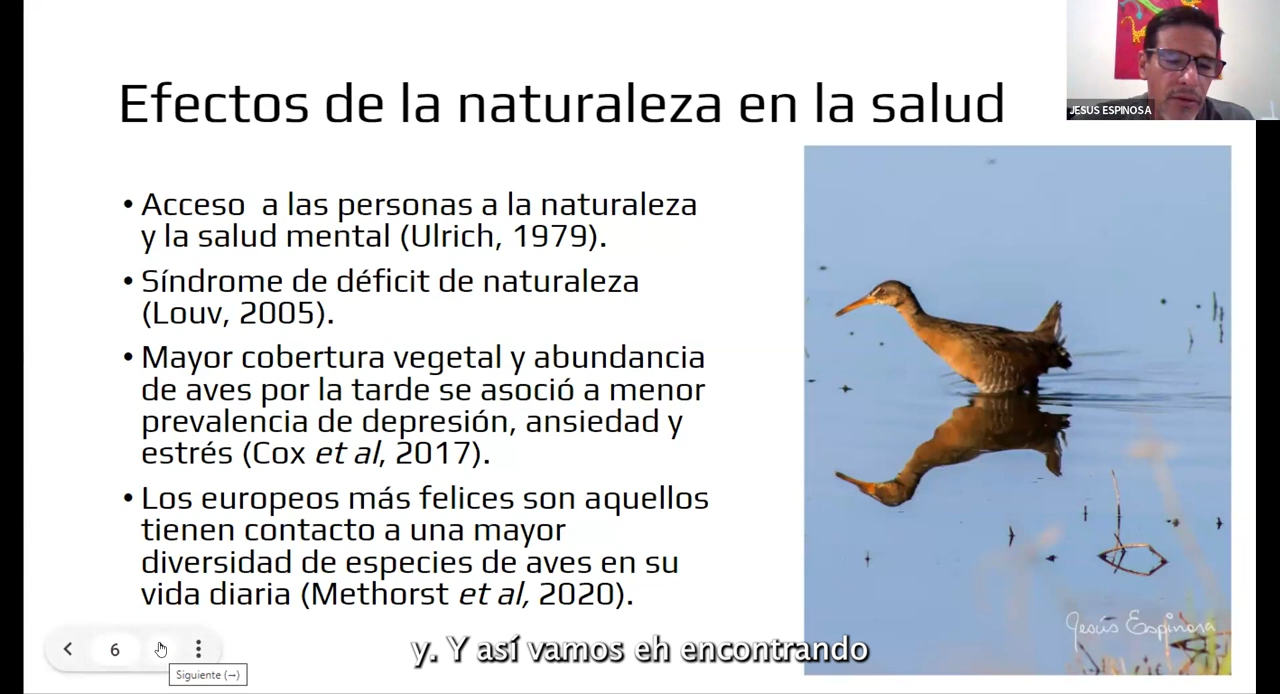 Efectos de la naturaleza en la salud
JESUS ESPINOSA
• Acceso a las personas a la naturaleza
y la salud mental (Ulrich, 1979).
• Síndrome de déficit de naturaleza
(Louv, 2005).
• Mayor cobertura vegetal y abundancia
de aves por la tarde se asoció a menor
prevalencia de depresión, ansiedad y
estrés (Cox et al, 2017).
• Los europeos más felices son aquellos
tienen contacto a una mayor
diversidad de especies de aves en su
vida diaria (Methorst et al, 2020).
Jesús Espinosa
y. Y así vamos eh encontrando
6
Siguiente (→)